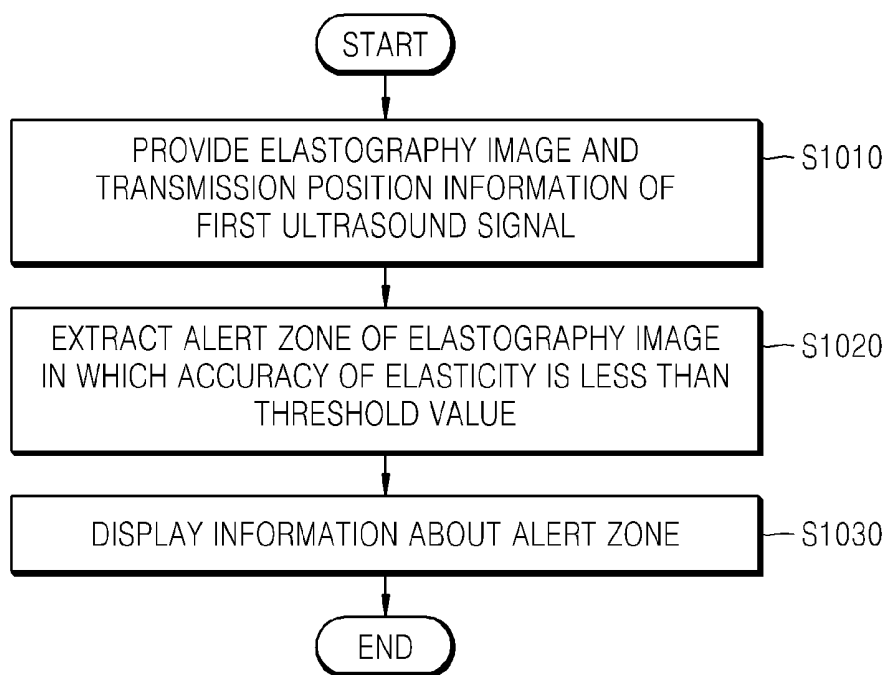 START
PROVIDE ELASTOGRAPHY IMAGE AND
TRANSMISSION POSITION INFORMATION OF
FIRST ULTRASOUND SIGNAL
S1010
EXTRACT ALERT ZONE OF ELASTOGRAPHY IMAGE
IN WHICH ACCURACY OF ELASTICITY IS LESS THAN
THRESHOLD VALUE
S1020
DISPLAY INFORMATION ABOUT ALERT ZONE
S1030
END